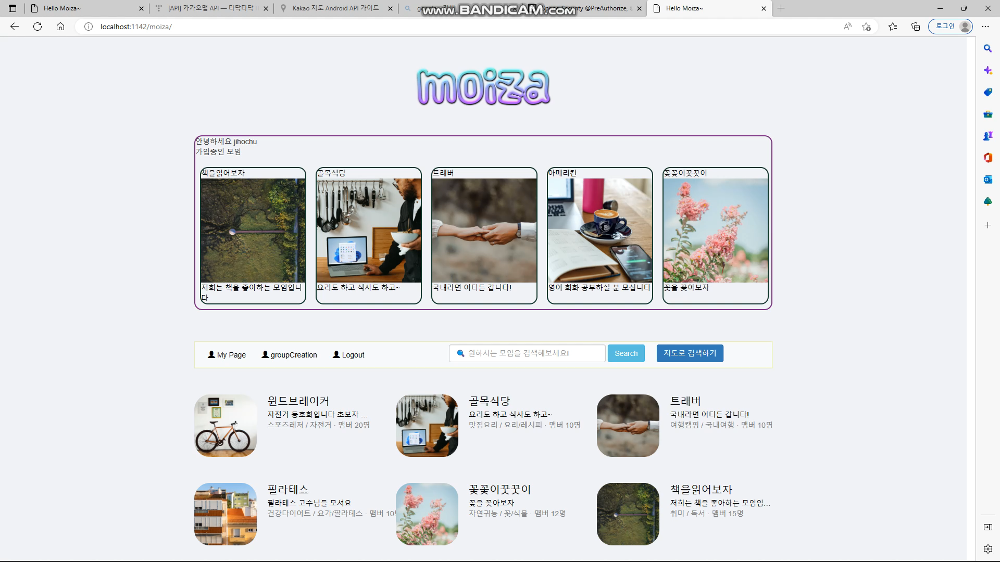 Hello Moiza~
[API] 카카오맵 API — 타닥타닥
Kakao 지도 Android API 가이드
www.BANDICAM.com
Spring Security @PreAuthorize,
Hello Moiza~
localhost:1142/moiza/
로그인
moiza
안녕하세요 jihochu
가입중인 모임
책을읽어보자
골목식당
트래버
아메리칸
꽃꽃이꿋꿋이
저희는 책을 좋아하는 모임입니
다
요리도 하고 식사도 하고~
국내라면 어디든 갑니다!
영어 회화 공부하실 분 모십니다
꽃을 꽂아보자
My Page
groupCreation
Logout
원하시는 모임을 검색해보세요!
Search
지도로 검색하기
윈드브레이커
자전거 동호회입니다 초보자 ...
스포츠레저 / 자전거 · 맴버 20명
골목식당
요리도 하고 식사도 하고~
맛집요리 / 요리/레시피 · 맴버 10명
트래버
국내라면 어디든 갑니다!
여행캠핑 / 국내여행 · 맴버 10명
필라테스
필라테스 고수님들 모셔요
건강다이어트 / 요가/필라테스 · 맴버 10
꽃꽃이꿋꿋이
꽃을 꽂아보자
자연귀농 / 꽃/식물 · 맴버 12명
책을읽어보자
저희는 책을 좋아하는 모임입...
취미 / 독서 · 맴버 15명